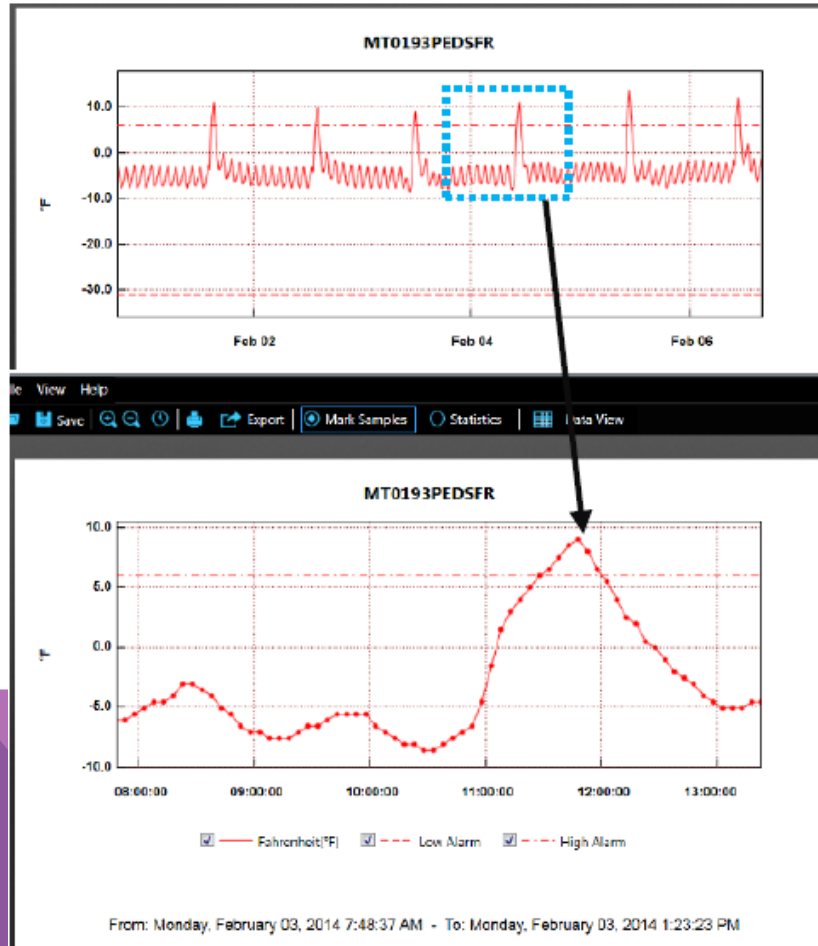 MT0193PEDSFR
10.0
0.0
-10.0
-20.0
-30.0
°F
Feb 02 Feb 04 Feb 06
le View Help
Save Export Mark Samples Statistics Data View
MT0193PEDSFR
10.0
5.0
0.0
-5.0
-10.0
°F
08:00:00 09:00:00 10:00:00 11:00:00 12:00:00 13:00:00
Fahrenheit(°F) Low Alarm High Alarm
From: Monday, February 03, 2014 7:48:37 AM - To: Monday, February 03, 2014 1:23:23 PM